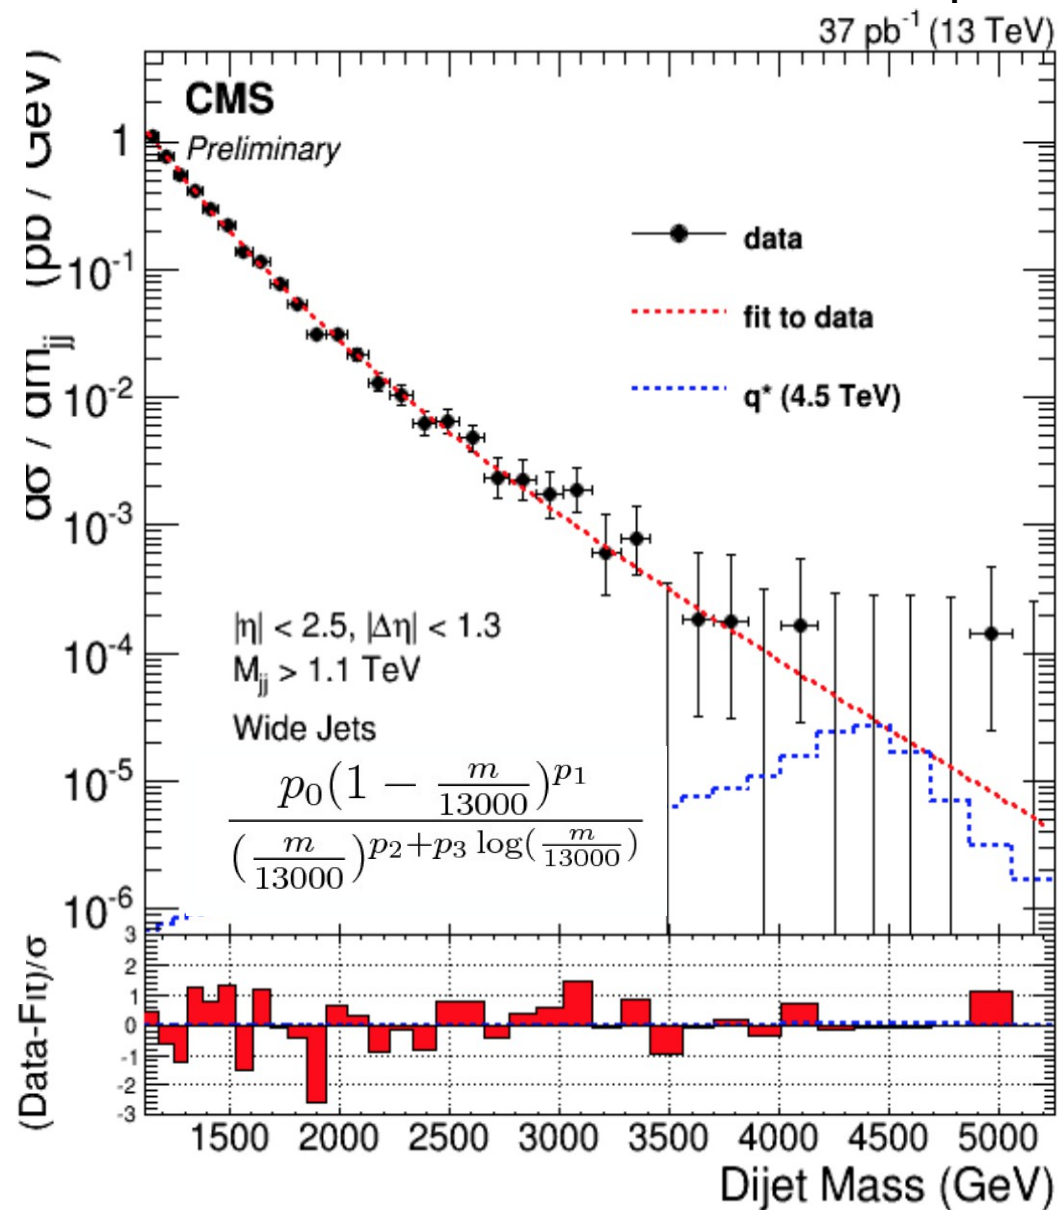 37 pb⁻¹ (13 TeV)
CMS
Preliminary
dσ / dm_jj (pb / GeV)
1
10⁻¹
10⁻²
10⁻³
10⁻⁴
10⁻⁵
10⁻⁶
data
fit to data
q* (4.5 TeV)
|η| < 2.5, |Δη| < 1.3
M_jj > 1.1 TeV
Wide Jets
p₀(1 − m/13000)^p₁
(m/13000)^(p₂+p₃ log(m/13000))
(Data-Fit)/σ
3
2
1
0
-1
-2
-3
1500 2000 2500 3000 3500 4000 4500 5000
Dijet Mass (GeV)